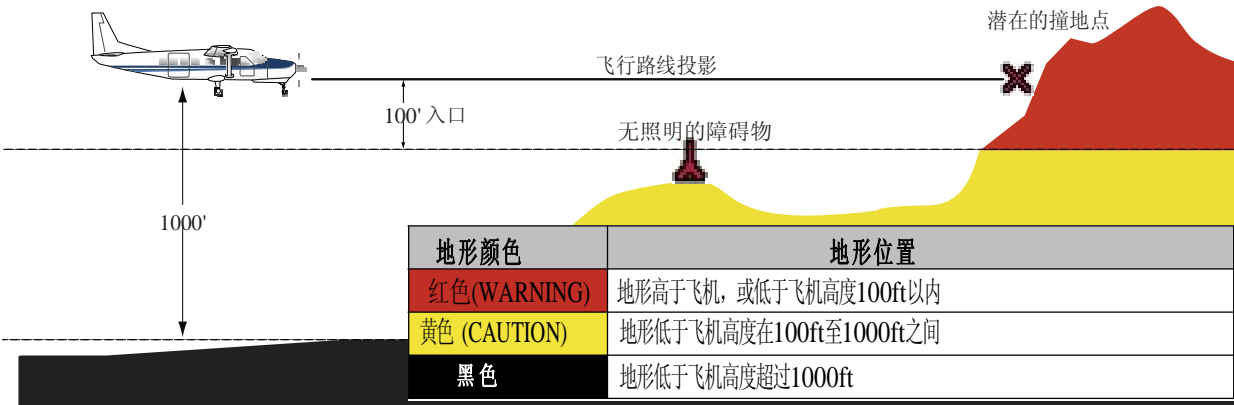 潜在的撞地点
飞行路线投影
100' 入口
无照明的障碍物
1000'
地形颜色 地形位置
红色(WARNING) 地形高于飞机，或低于飞机高度100ft以内
黄色 (CAUTION) 地形低于飞机高度在100ft至1000ft之间
黑色 地形低于飞机高度超过1000ft